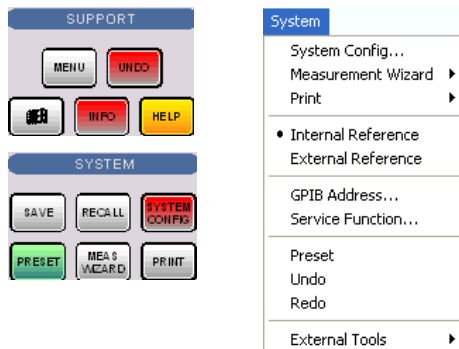 SUPPORT
MENU
UNDO
INFO
HELP
SYSTEM
SAVE
RECALL
SYSTEM
CONFIG
PRESET
MEAS
WIZARD
PRINT
System
System Config...
Measurement Wizard
Print
Internal Reference
External Reference
GPIB Address...
Service Function...
Preset
Undo
Redo
External Tools